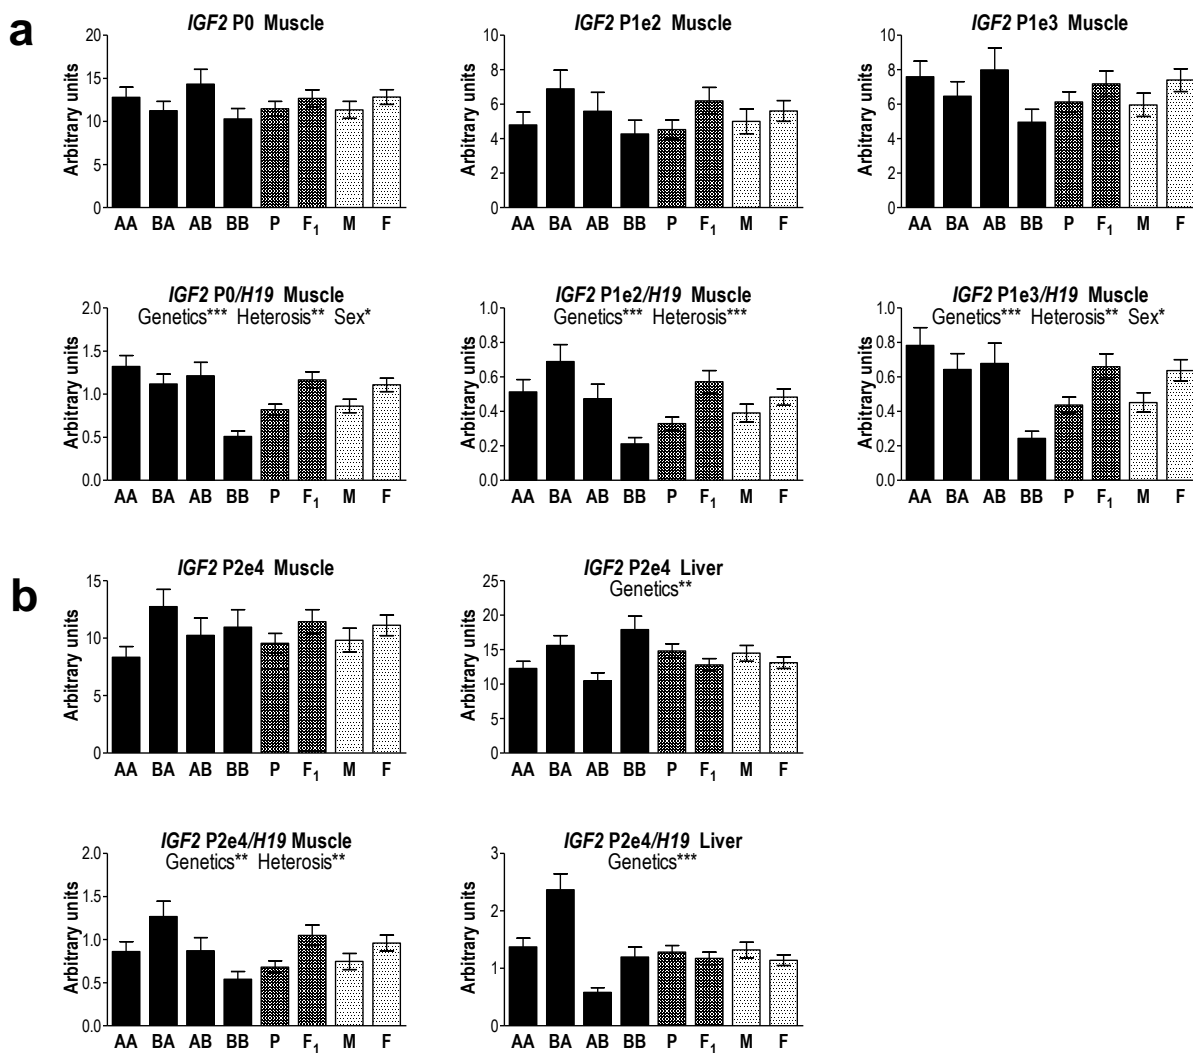 a
IGF2 P0 Muscle
Arbitrary units
20
15
10
5
0
AA BA AB BB P F1 M F
IGF2 P1e2 Muscle
Arbitrary units
10
8
6
4
2
0
AA BA AB BB P F1 M F
IGF2 P1e3 Muscle
Arbitrary units
10
8
6
4
2
0
AA BA AB BB P F1 M F
IGF2 P0/H19 Muscle
Genetics*** Heterosis** Sex*
Arbitrary units
2.0
1.5
1.0
0.5
0.0
AA BA AB BB P F1 M F
IGF2 P1e2/H19 Muscle
Genetics*** Heterosis***
Arbitrary units
1.0
0.8
0.6
0.4
0.2
0.0
AA BA AB BB P F1 M F
IGF2 P1e3/H19 Muscle
Genetics*** Heterosis** Sex*
Arbitrary units
1.0
0.8
0.6
0.4
0.2
0.0
AA BA AB BB P F1 M F
b
IGF2 P2e4 Muscle
Arbitrary units
15
10
5
0
AA BA AB BB P F1 M F
IGF2 P2e4 Liver
Genetics**
Arbitrary units
25
20
15
10
5
0
AA BA AB BB P F1 M F
IGF2 P2e4/H19 Muscle
Genetics** Heterosis**
Arbitrary units
2.0
1.5
1.0
0.5
0.0
AA BA AB BB P F1 M F
IGF2 P2e4/H19 Liver
Genetics***
Arbitrary units
3
2
1
0
AA BA AB BB P F1 M F